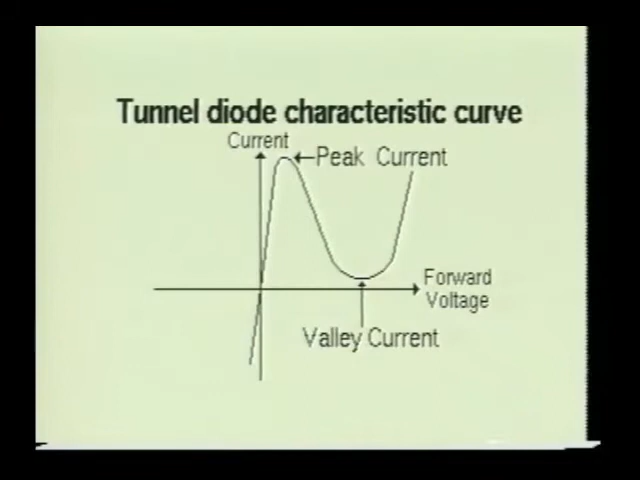 Tunnel diode characteristic curve
Current
Peak Current
Forward
Voltage
Valley Current